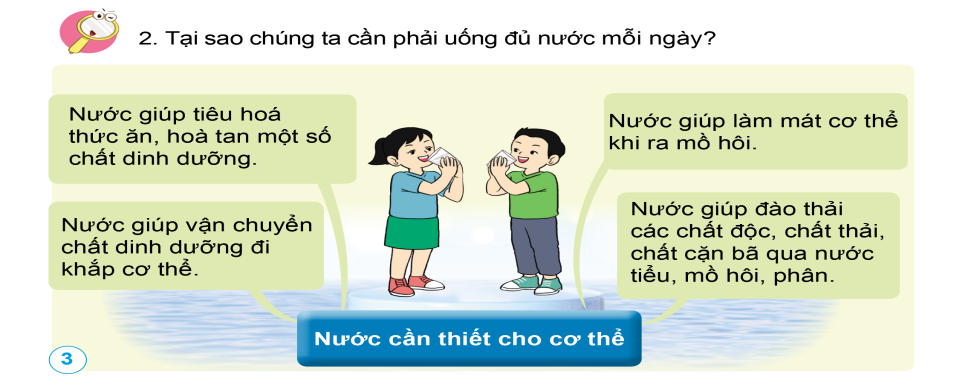 2. Tại sao chúng ta cần phải uống đủ nước mỗi ngày?
Nước giúp tiêu hoá
thức ăn, hoà tan một số
chất dinh dưỡng.
Nước giúp làm mát cơ thể
khi ra mồ hôi.
Nước giúp vận chuyển
chất dinh dưỡng đi
khắp cơ thể.
Nước giúp đào thải
các chất độc, chất thải,
chất cặn bã qua nước
tiểu, mồ hôi, phân.
Nước cần thiết cho cơ thể
3